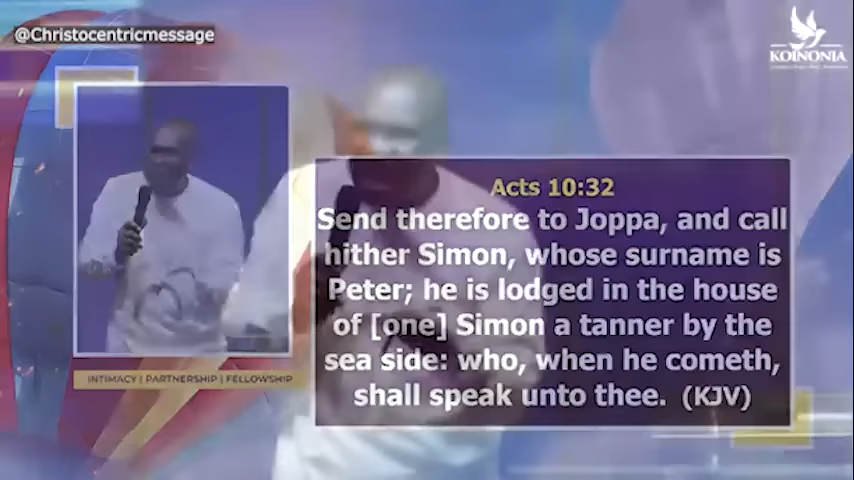 @Christocentricmessage
KOINONIA
INTIMACY | PARTNERSHIP | FELLOWSHIP
Acts 10:32
Send therefore to Joppa, and call
hither Simon, whose surname is
Peter; he is lodged in the house
of [one] Simon a tanner by the
sea side: who, when he cometh,
shall speak unto thee. (KJV)